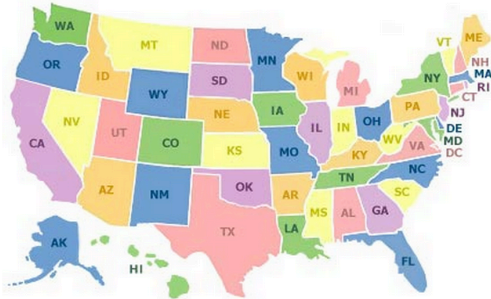 WA
MT
ND
MN
VT
ME
OR
ID
SD
WI
MI
NY
NH
MA
RI
CT
WY
NE
IA
PA
NJ
NV
UT
CO
IL
IN
OH
DE
MD
DC
CA
KS
MO
KY
WV
VA
AZ
NM
OK
AR
TN
NC
SC
TX
LA
MS
AL
GA
AK
HI
FL